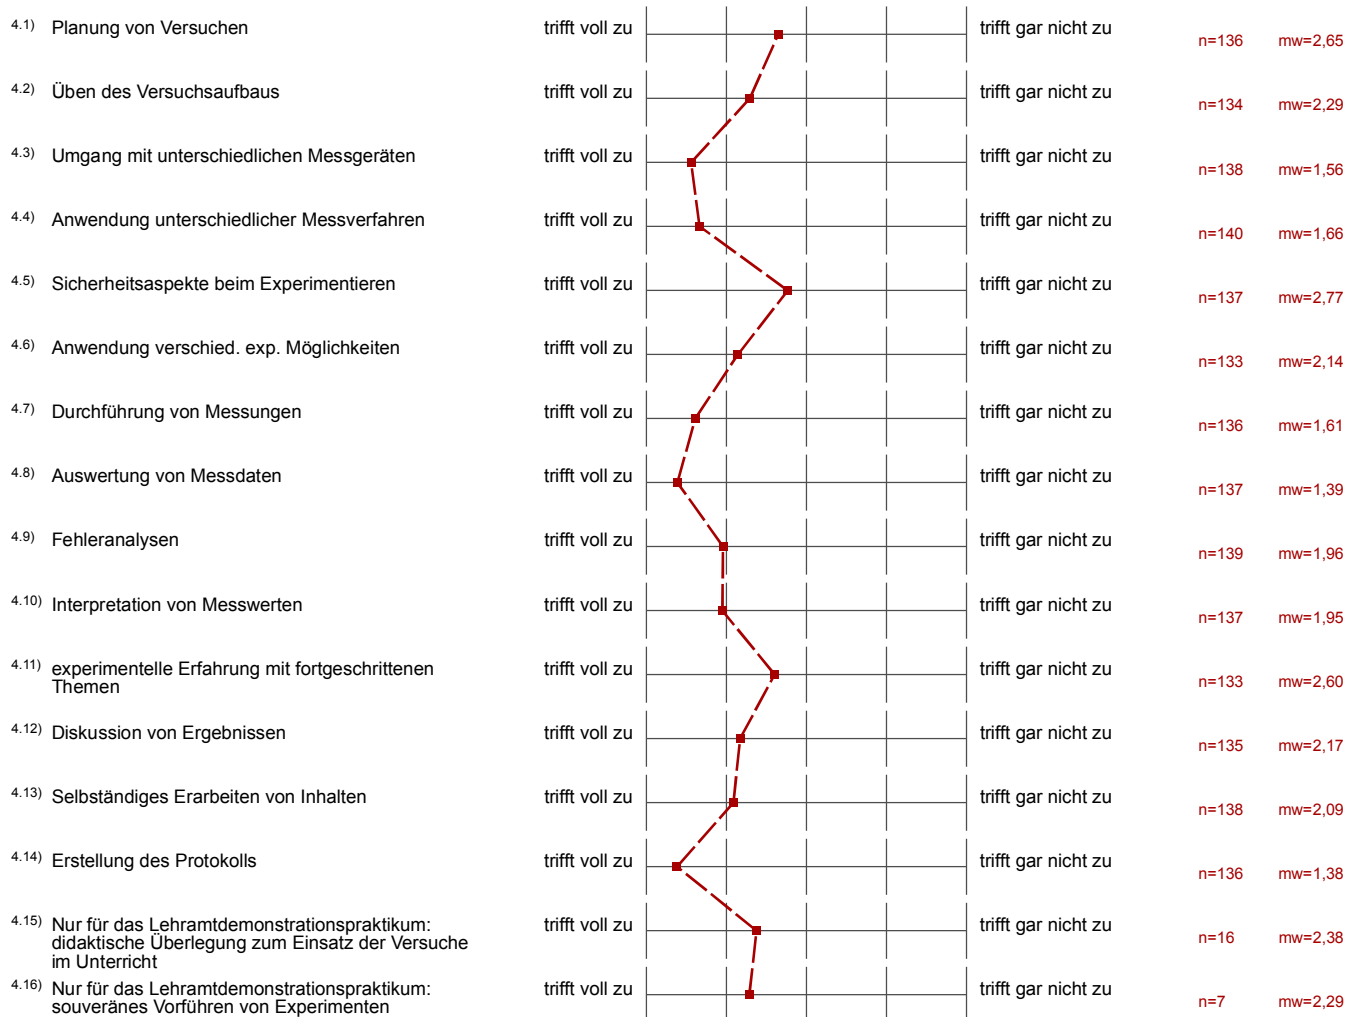 4.1) Planung von Versuchen trifft voll zu trifft gar nicht zu n=136 mw=2,65
4.2) Üben des Versuchsaufbaus trifft voll zu trifft gar nicht zu n=134 mw=2,29
4.3) Umgang mit unterschiedlichen Messgeräten trifft voll zu trifft gar nicht zu n=138 mw=1,56
4.4) Anwendung unterschiedlicher Messverfahren trifft voll zu trifft gar nicht zu n=140 mw=1,66
4.5) Sicherheitsaspekte beim Experimentieren trifft voll zu trifft gar nicht zu n=137 mw=2,77
4.6) Anwendung verschied. exp. Möglichkeiten trifft voll zu trifft gar nicht zu n=133 mw=2,14
4.7) Durchführung von Messungen trifft voll zu trifft gar nicht zu n=136 mw=1,61
4.8) Auswertung von Messdaten trifft voll zu trifft gar nicht zu n=137 mw=1,39
4.9) Fehleranalysen trifft voll zu trifft gar nicht zu n=139 mw=1,96
4.10) Interpretation von Messwerten trifft voll zu trifft gar nicht zu n=137 mw=1,95
4.11) experimentelle Erfahrung mit fortgeschrittenen trifft voll zu trifft gar nicht zu n=133 mw=2,60
Themen
4.12) Diskussion von Ergebnissen trifft voll zu trifft gar nicht zu n=135 mw=2,17
4.13) Selbständiges Erarbeiten von Inhalten trifft voll zu trifft gar nicht zu n=138 mw=2,09
4.14) Erstellung des Protokolls trifft voll zu trifft gar nicht zu n=136 mw=1,38
4.15) Nur für das Lehramtdemonstrationspraktikum: trifft voll zu trifft gar nicht zu n=16 mw=2,38
didaktische Überlegung zum Einsatz der Versuche
im Unterricht
4.16) Nur für das Lehramtdemonstrationspraktikum: trifft voll zu trifft gar nicht zu n=7 mw=2,29
souveränes Vorführen von Experimenten